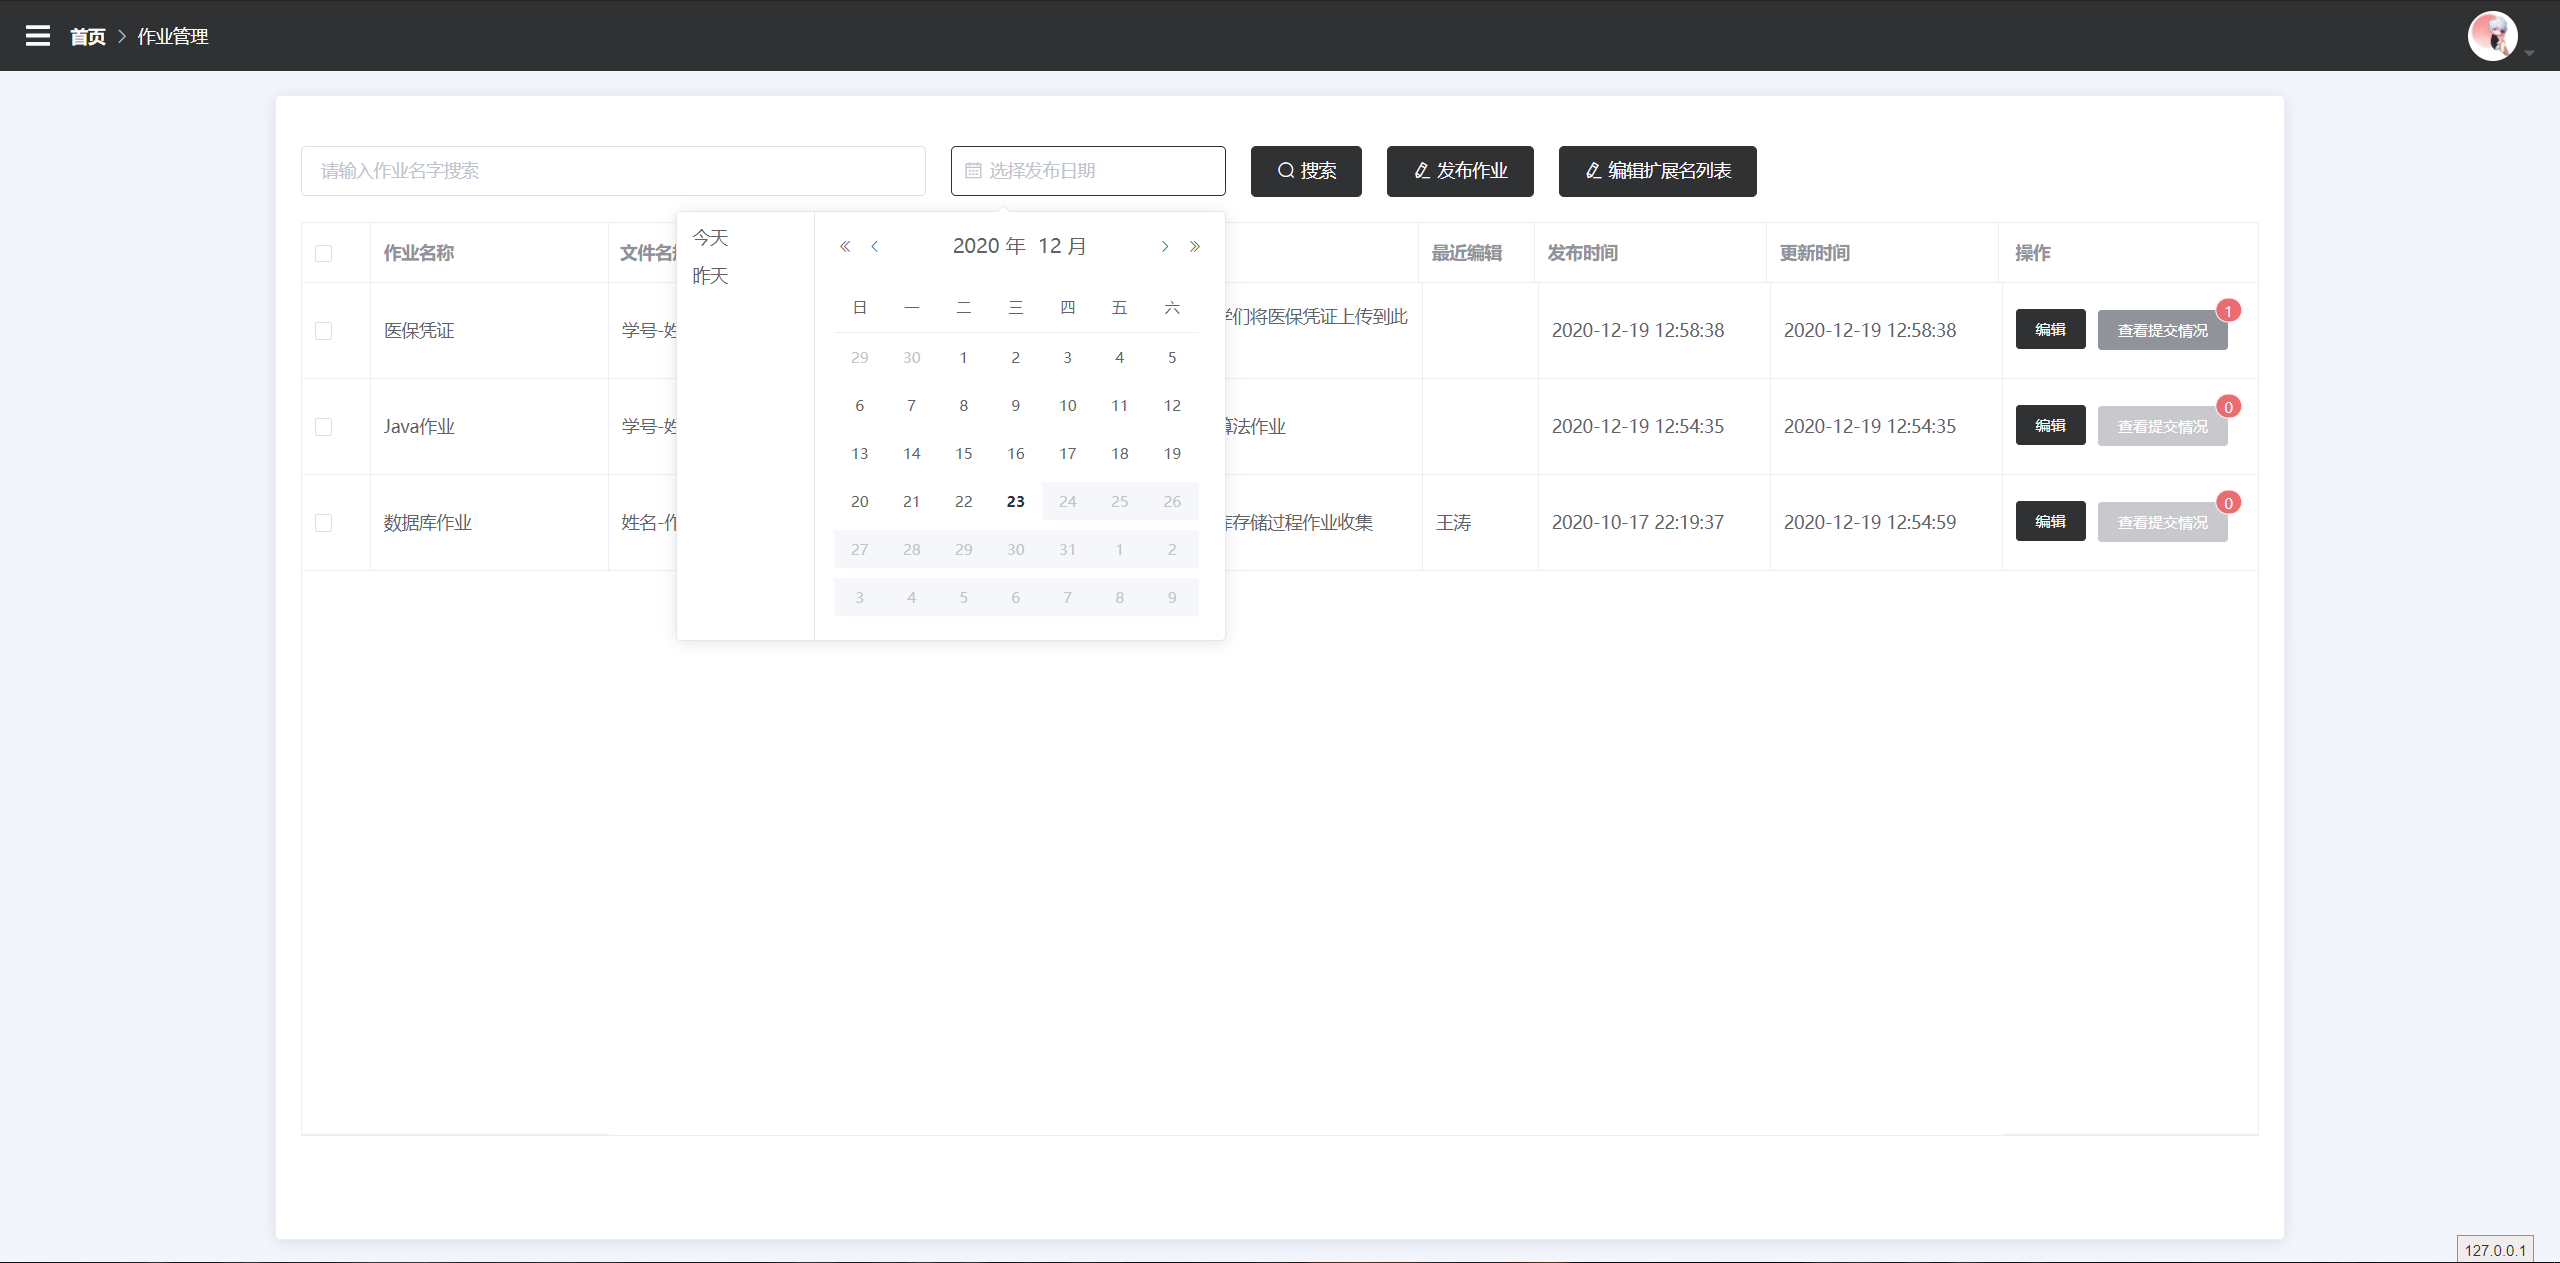 首页 > 作业管理
请输入作业名字搜索 选择发布日期 搜索 发布作业 编辑扩展名列表
作业名称 文件名 最近编辑 发布时间 更新时间 操作
医保凭证 学号- 们将医保凭证上传到此 2020-12-19 12:58:38 2020-12-19 12:58:38 编辑 查看提交情况 1
Java作业 学号- 法作业 2020-12-19 12:54:35 2020-12-19 12:54:35 编辑 查看提交情况 0
数据库作业 姓名- 存储过程作业收集 王涛 2020-10-17 22:19:37 2020-12-19 12:54:59 编辑 查看提交情况 0
今天
昨天
« ‹ 2020 年 12 月 › »
日 一 二 三 四 五 六
29 30 1 2 3 4 5
6 7 8 9 10 11 12
13 14 15 16 17 18 19
20 21 22 23 24 25 26
27 28 29 30 31 1 2
3 4 5 6 7 8 9
127.0.0.1